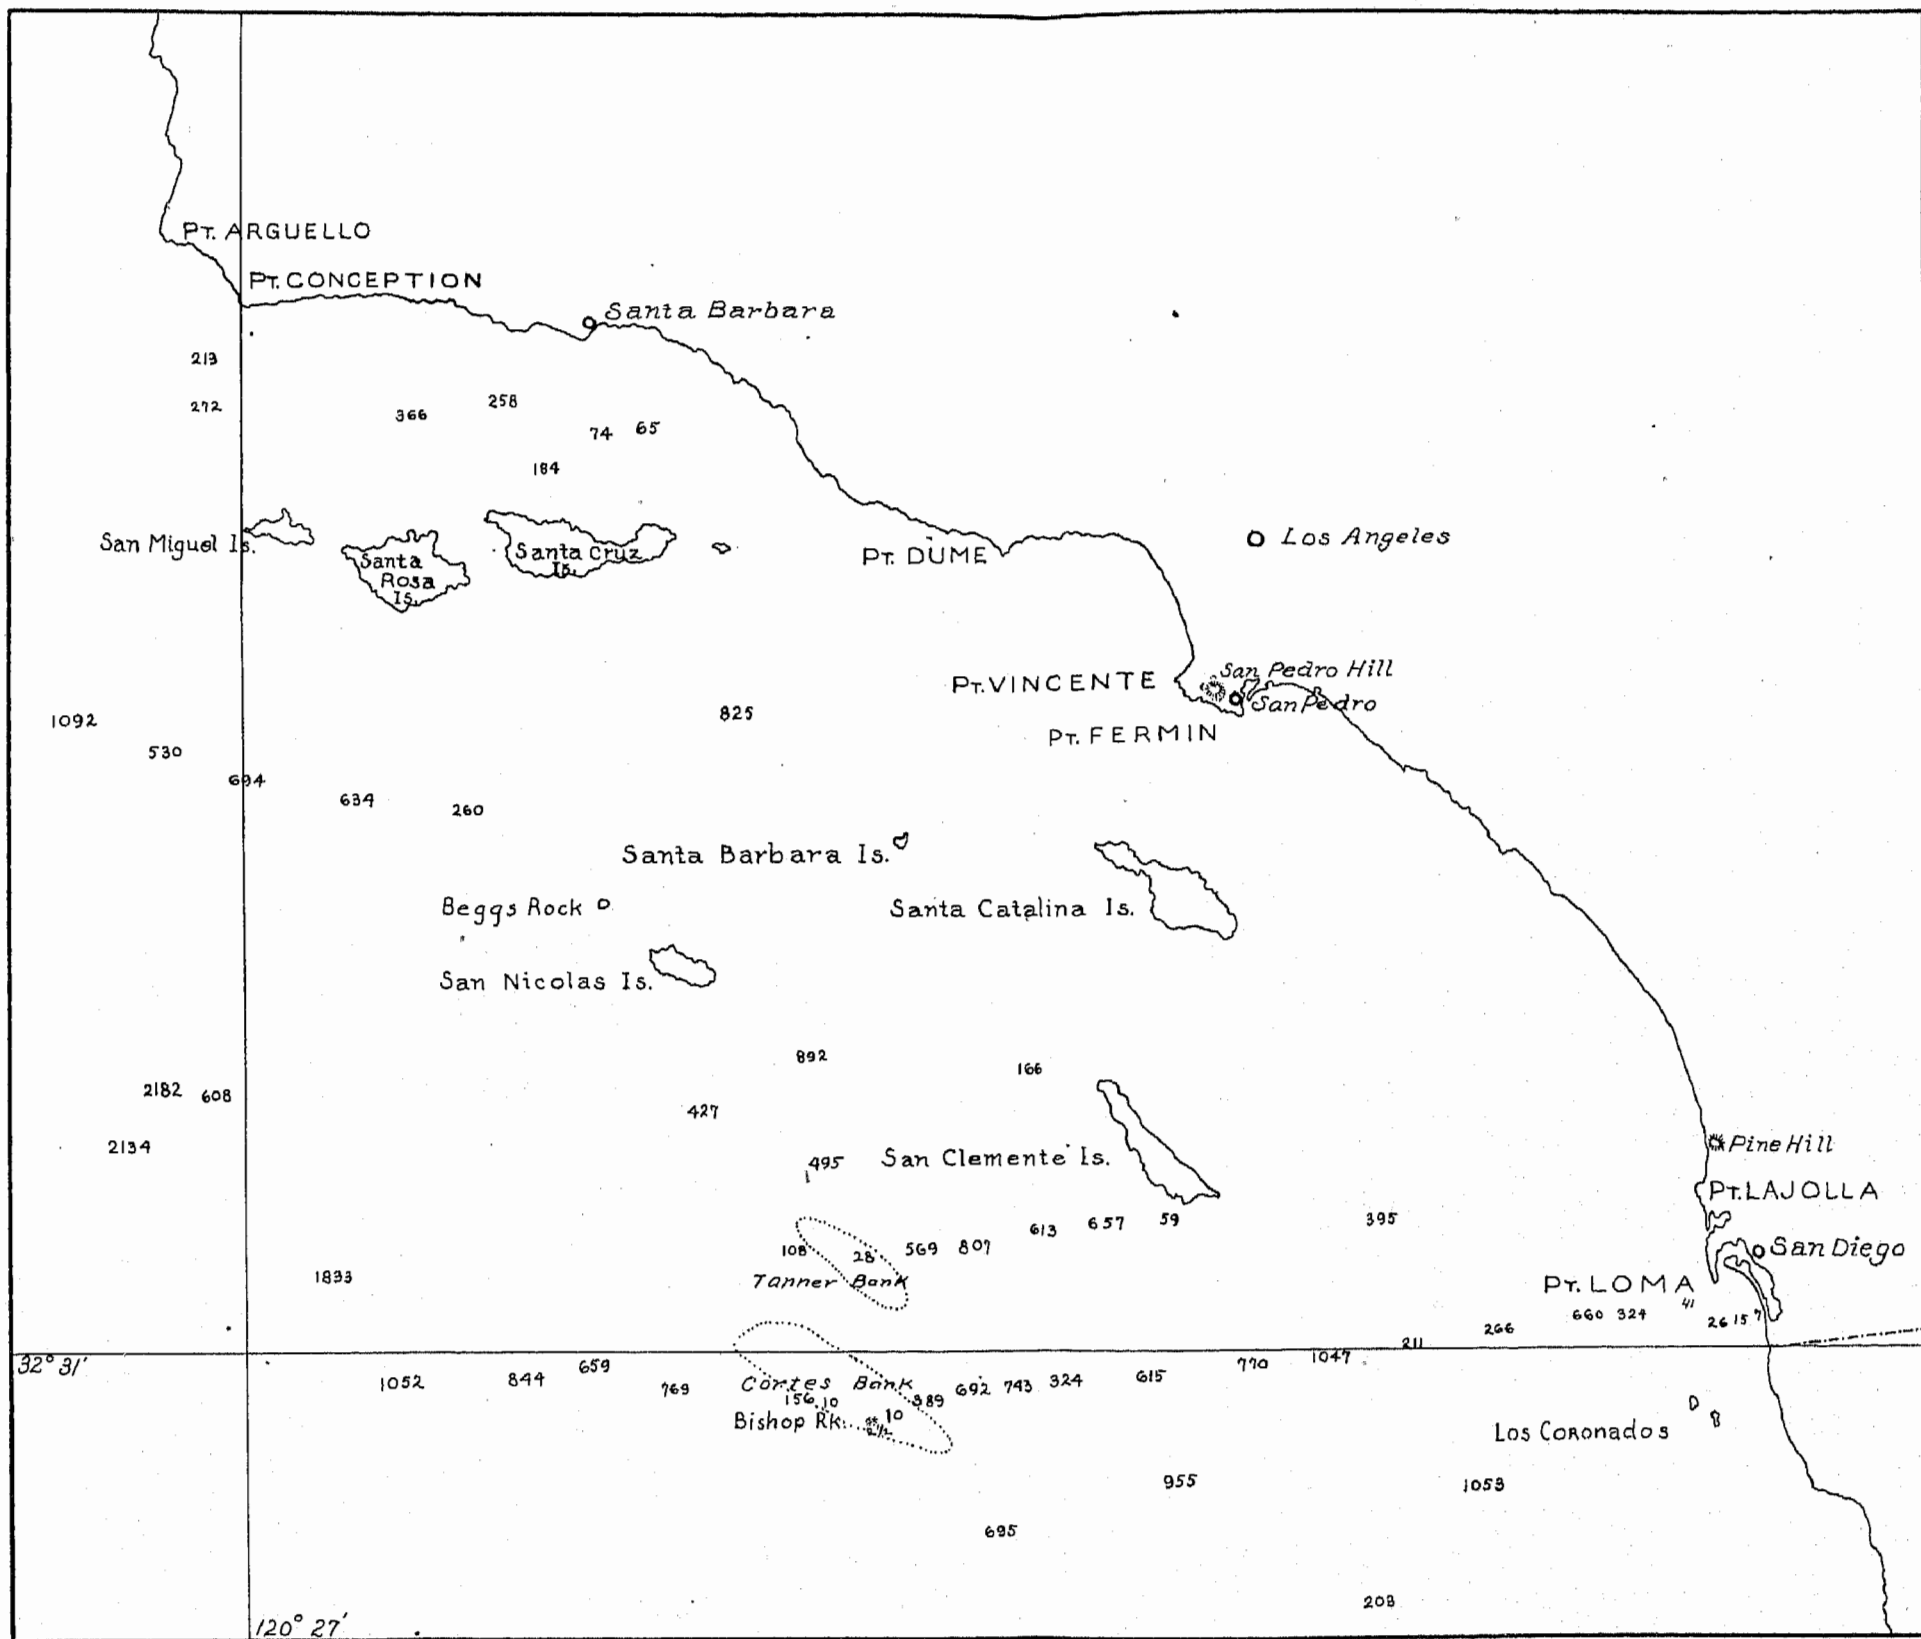 Pt. ARGUELLO
Pt. CONCEPTION
Santa Barbara
213
272
366
258
74
65
184
San Miguel Is.
Santa
Rosa
Is.
Santa Cruz
Is.
Pt. DUME
Los Angeles
Pt. VINCENTE
San Pedro Hill
San Pedro
Pt. FERMIN
1092
530
694
634
260
825
Santa Barbara Is.
Beggs Rock
Santa Catalina Is.
San Nicolas Is.
892
166
2182
608
427
2134
495
San Clemente Is.
Pine Hill
Pt. LAJOLLA
613
657
59
395
108
28
569
807
San Diego
Tanner Bank
1833
Pt. LOMA
41
660
324
26
15
7
266
211
32° 31'
1052
844
659
769
Cortes Bank
156
10
389
692
743
324
615
770
1047
Bishop Rk.
10
2½
Los Coronados
955
1053
695
203
120° 27'